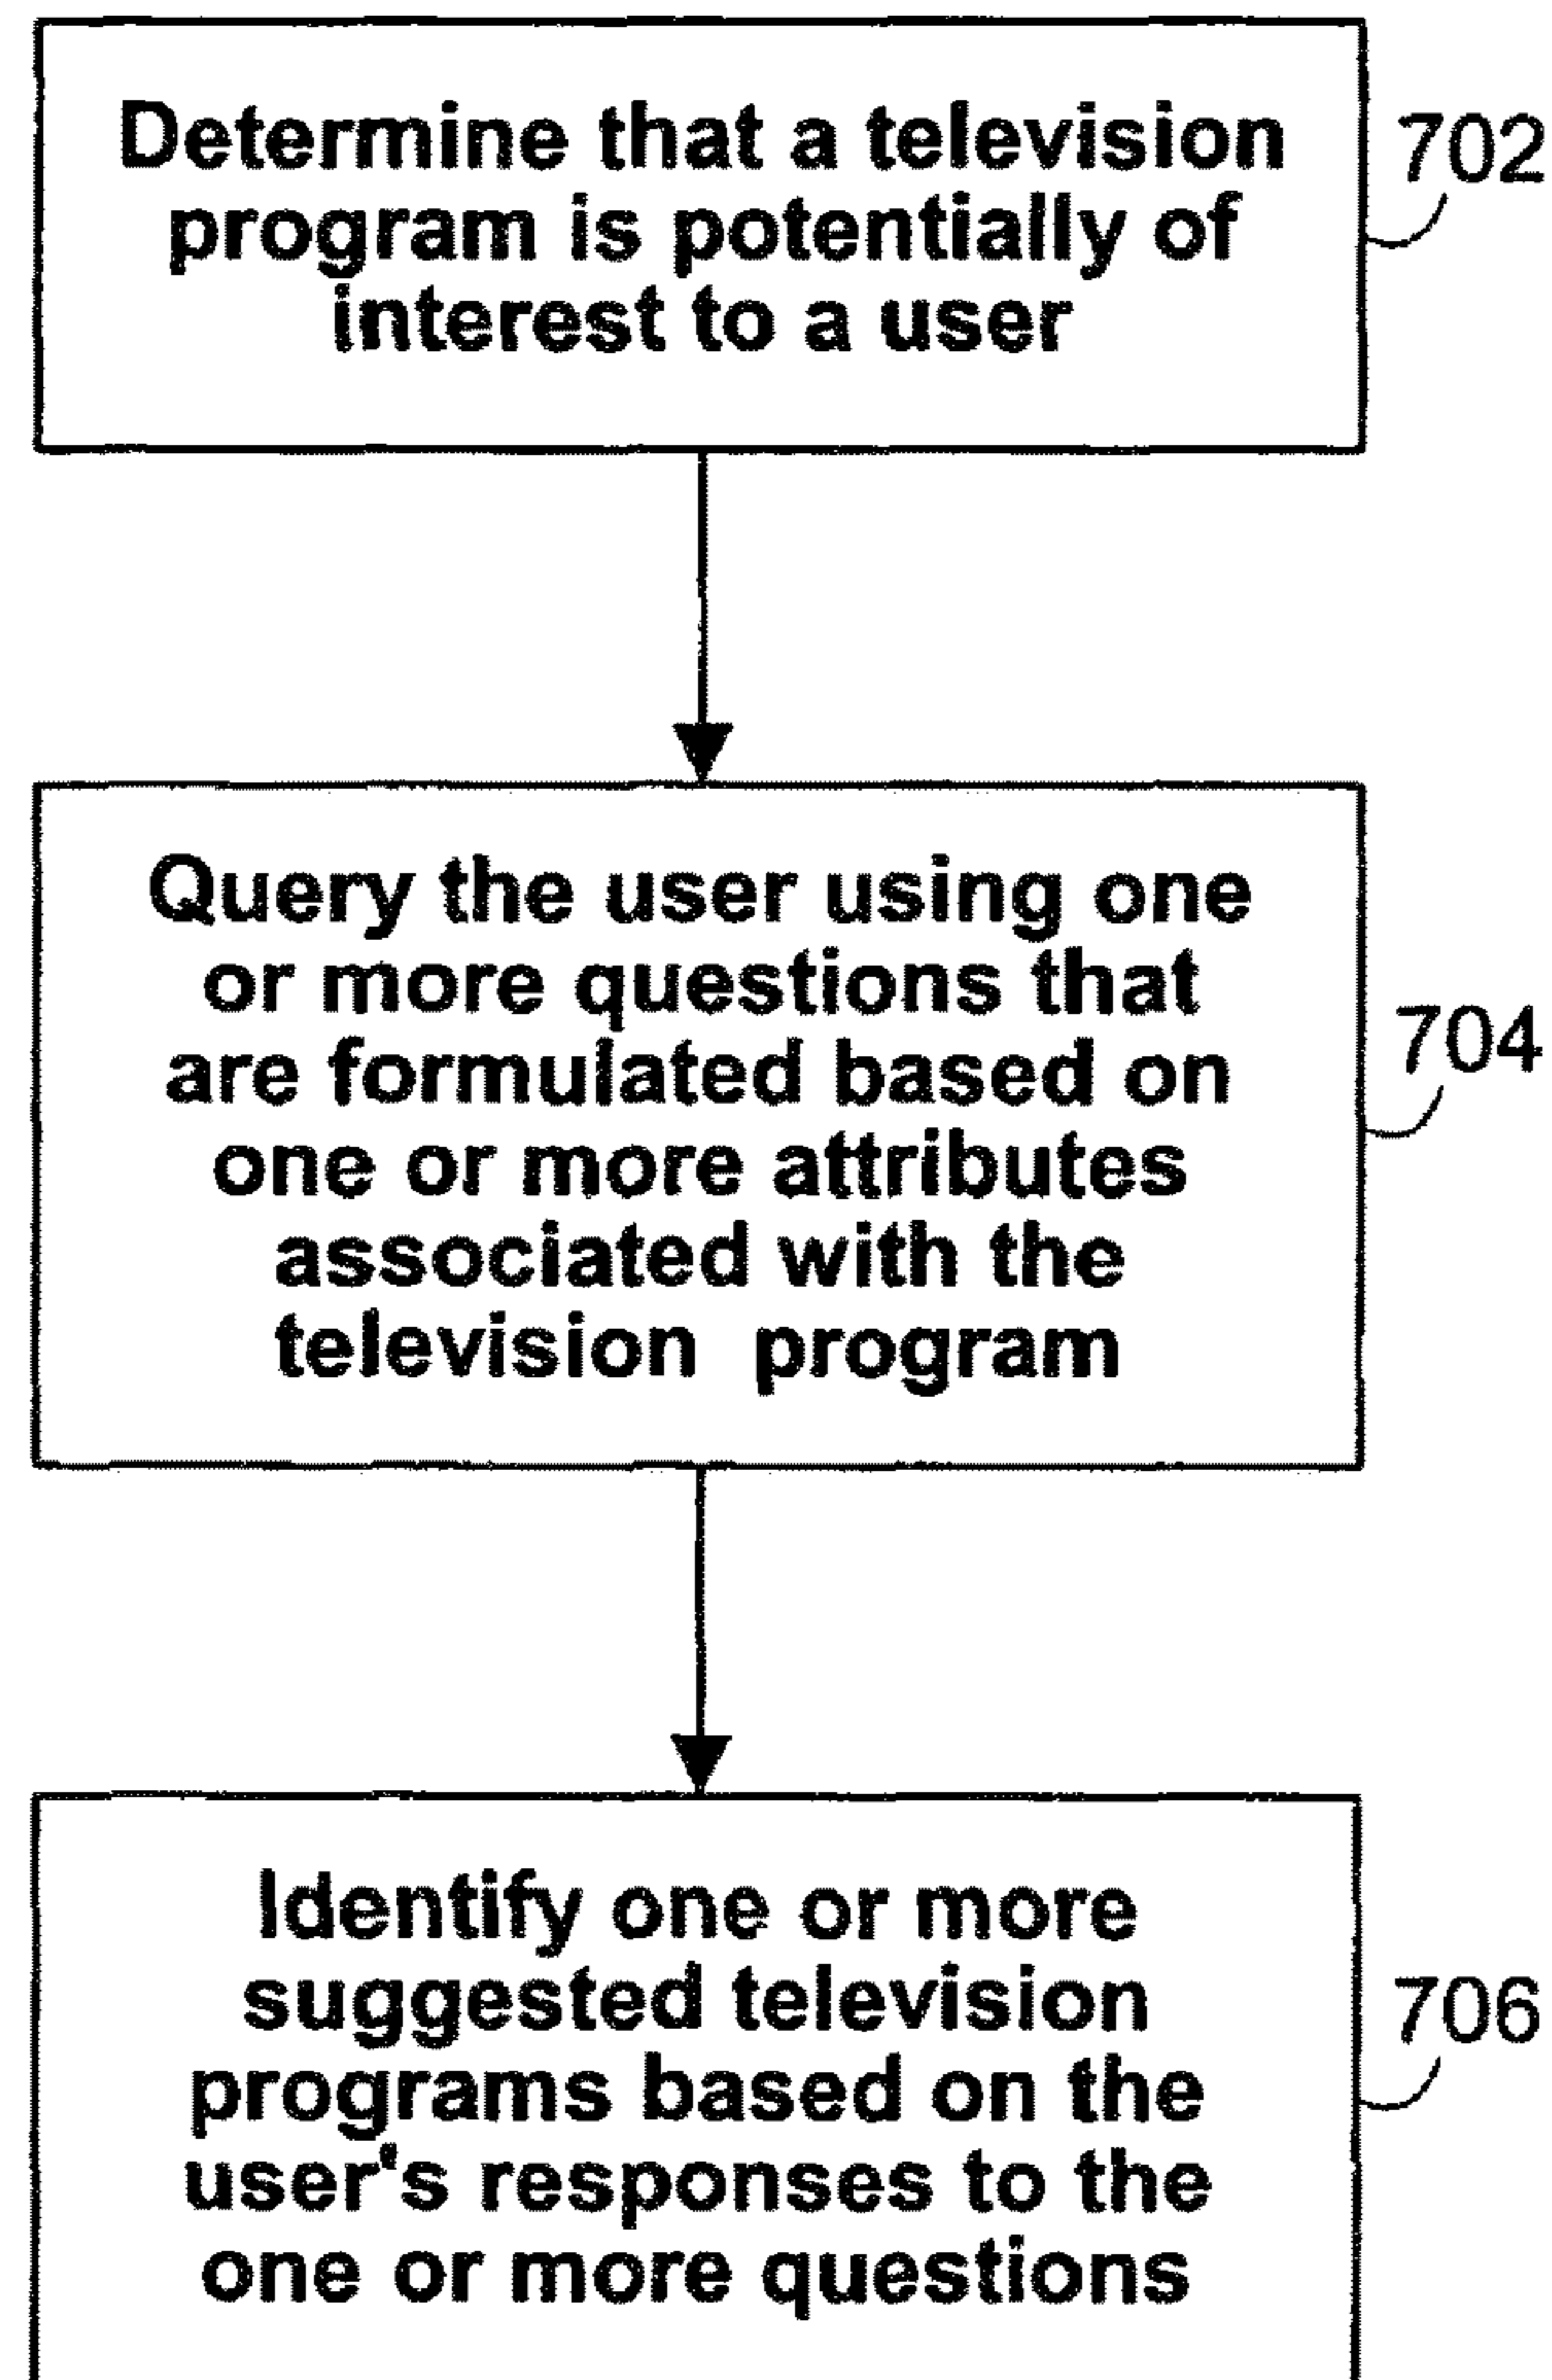 Determine that a television
program is potentially of
interest to a user
702
Query the user using one
or more questions that
are formulated based on
one or more attributes
associated with the
television program
704
Identify one or more
suggested television
programs based on the
user's responses to the
one or more questions
706